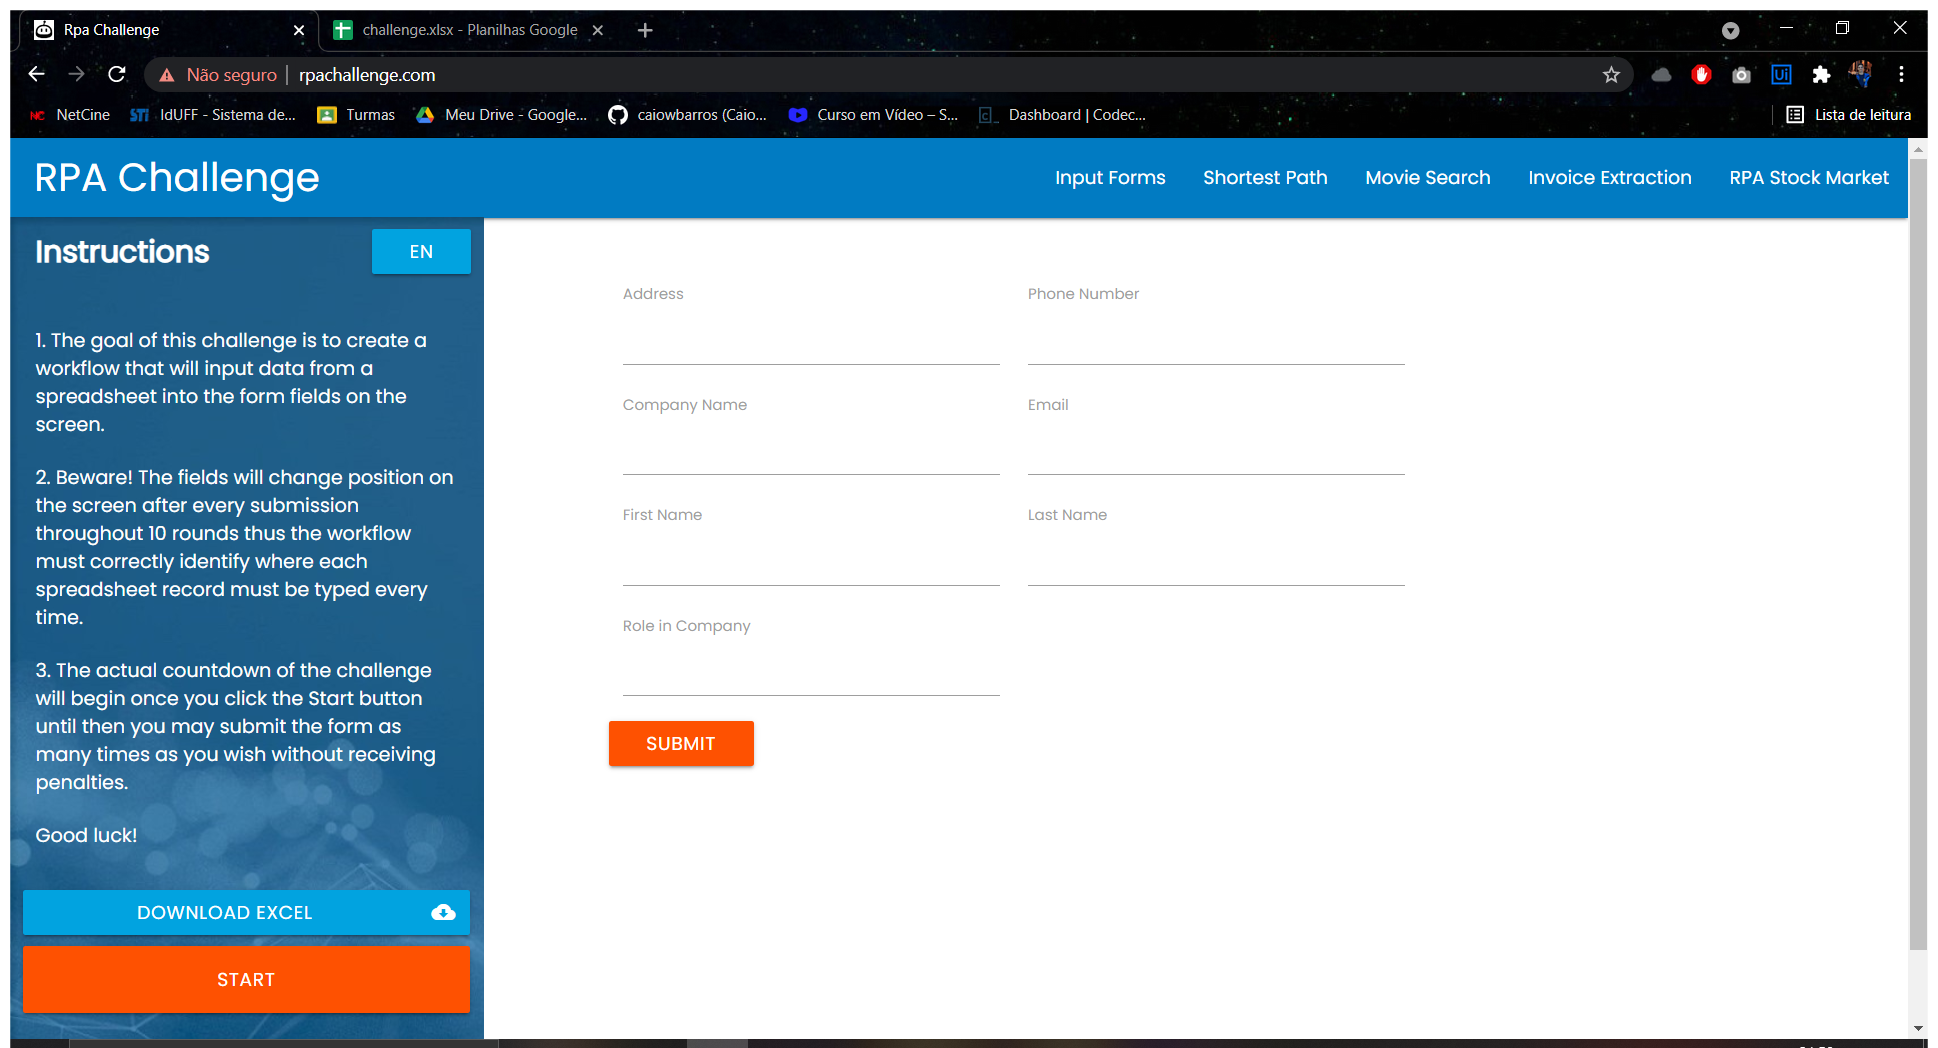 Rpa Challenge
challenge.xlsx - Planilhas Google
Não seguro | rpachallenge.com
Ui
NC NetCine STI IdUFF - Sistema de... Turmas Meu Drive - Google... caiowbarros (Caio... Curso em Vídeo – S... c_ Dashboard | Codec... Lista de leitura
RPA Challenge
Input Forms Shortest Path Movie Search Invoice Extraction RPA Stock Market
Instructions
EN
1. The goal of this challenge is to create a
workflow that will input data from a
spreadsheet into the form fields on the
screen.
2. Beware! The fields will change position on
the screen after every submission
throughout 10 rounds thus the workflow
must correctly identify where each
spreadsheet record must be typed every
time.
3. The actual countdown of the challenge
will begin once you click the Start button
until then you may submit the form as
many times as you wish without receiving
penalties.
Good luck!
DOWNLOAD EXCEL
START
Address
Phone Number
Company Name
Email
First Name
Last Name
Role in Company
SUBMIT